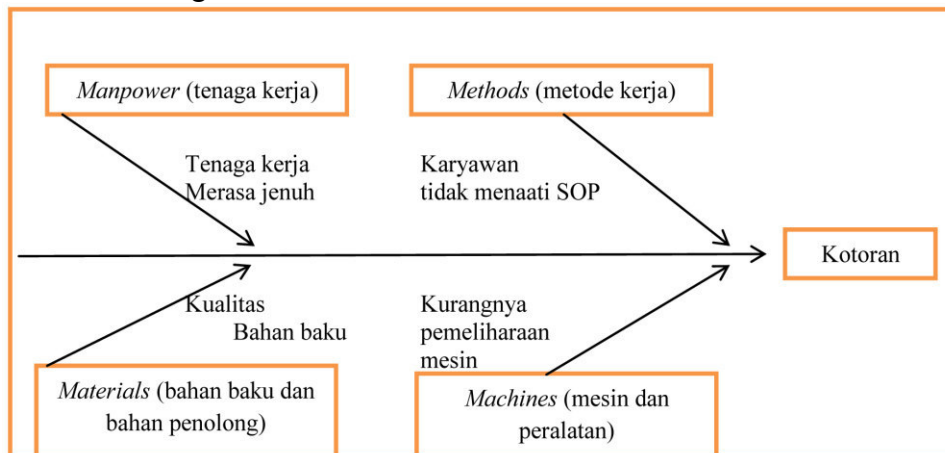 Manpower (tenaga kerja)
Methods (metode kerja)
Tenaga kerja
Merasa jenuh
Karyawan
tidak menaati SOP
Kotoran
Kualitas
Bahan baku
Kurangnya
pemeliharaan
mesin
Materials (bahan baku dan
bahan penolong)
Machines (mesin dan
peralatan)